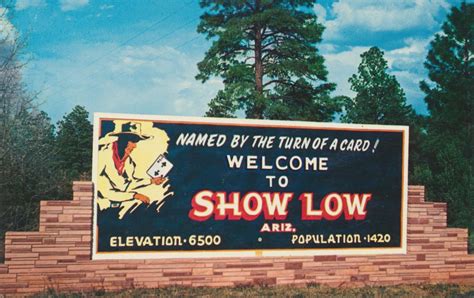 NAMED BY THE TURN OF A CARD!
WELCOME
TO
SHOW LOW
ARIZ.
ELEVATION·6500 POPULATION·1420